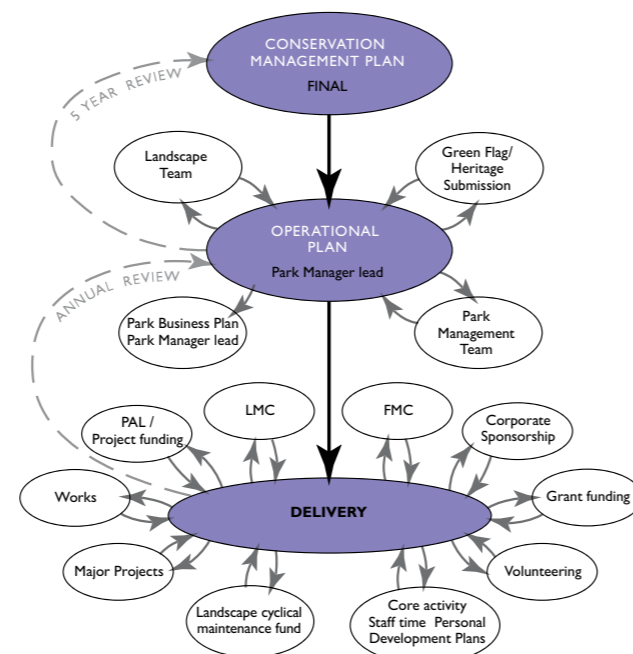 CONSERVATION
MANAGEMENT PLAN
FINAL
5 YEAR REVIEW
Landscape
Team
Green Flag/
Heritage
Submission
OPERATIONAL
PLAN
Park Manager lead
ANNUAL REVIEW
Park Business Plan
Park Manager lead
Park
Management
Team
LMC
FMC
PAL /
Project funding
Corporate
Sponsorship
Works
DELIVERY
Grant funding
Major Projects
Volunteering
Landscape cyclical
maintenance fund
Core activity
Staff time Personal
Development Plans